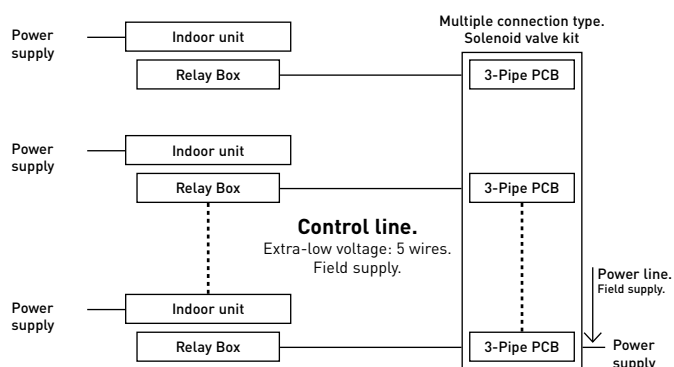 Multiple connection type.
Solenoid valve kit
Power
supply
Indoor unit
Relay Box
3-Pipe PCB
Power
supply
Indoor unit
Relay Box
3-Pipe PCB
Control line.
Extra-low voltage: 5 wires.
Field supply.
Power line.
Field supply.
Power
supply
Indoor unit
Relay Box
3-Pipe PCB
Power
supply